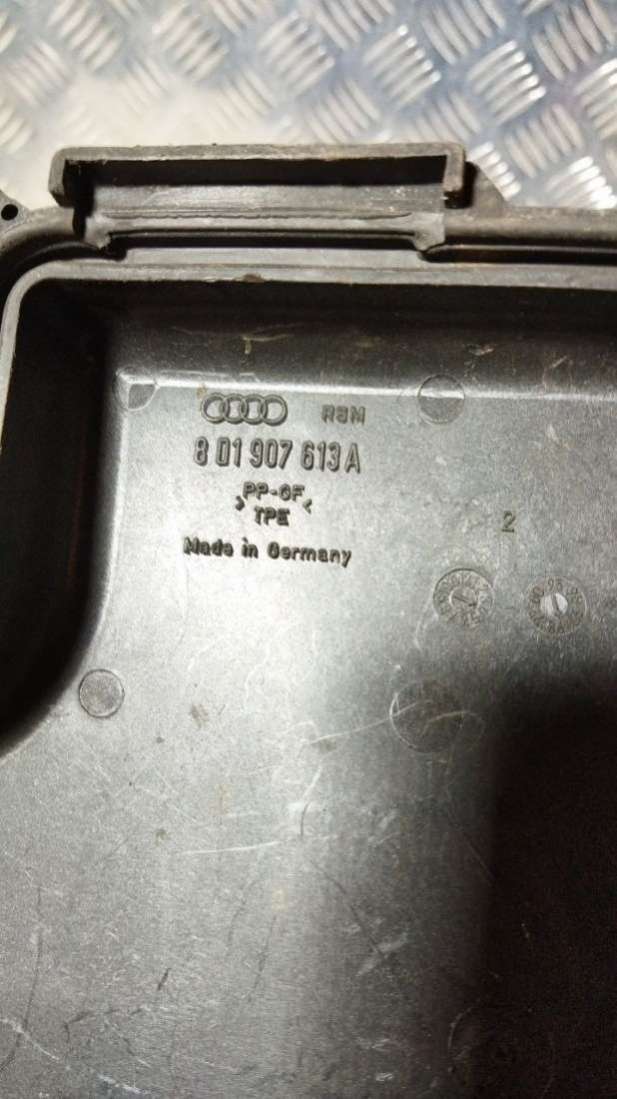 RBM
8 D1 907 613 A
>PP-GF<
TPE
Made in Germany
2